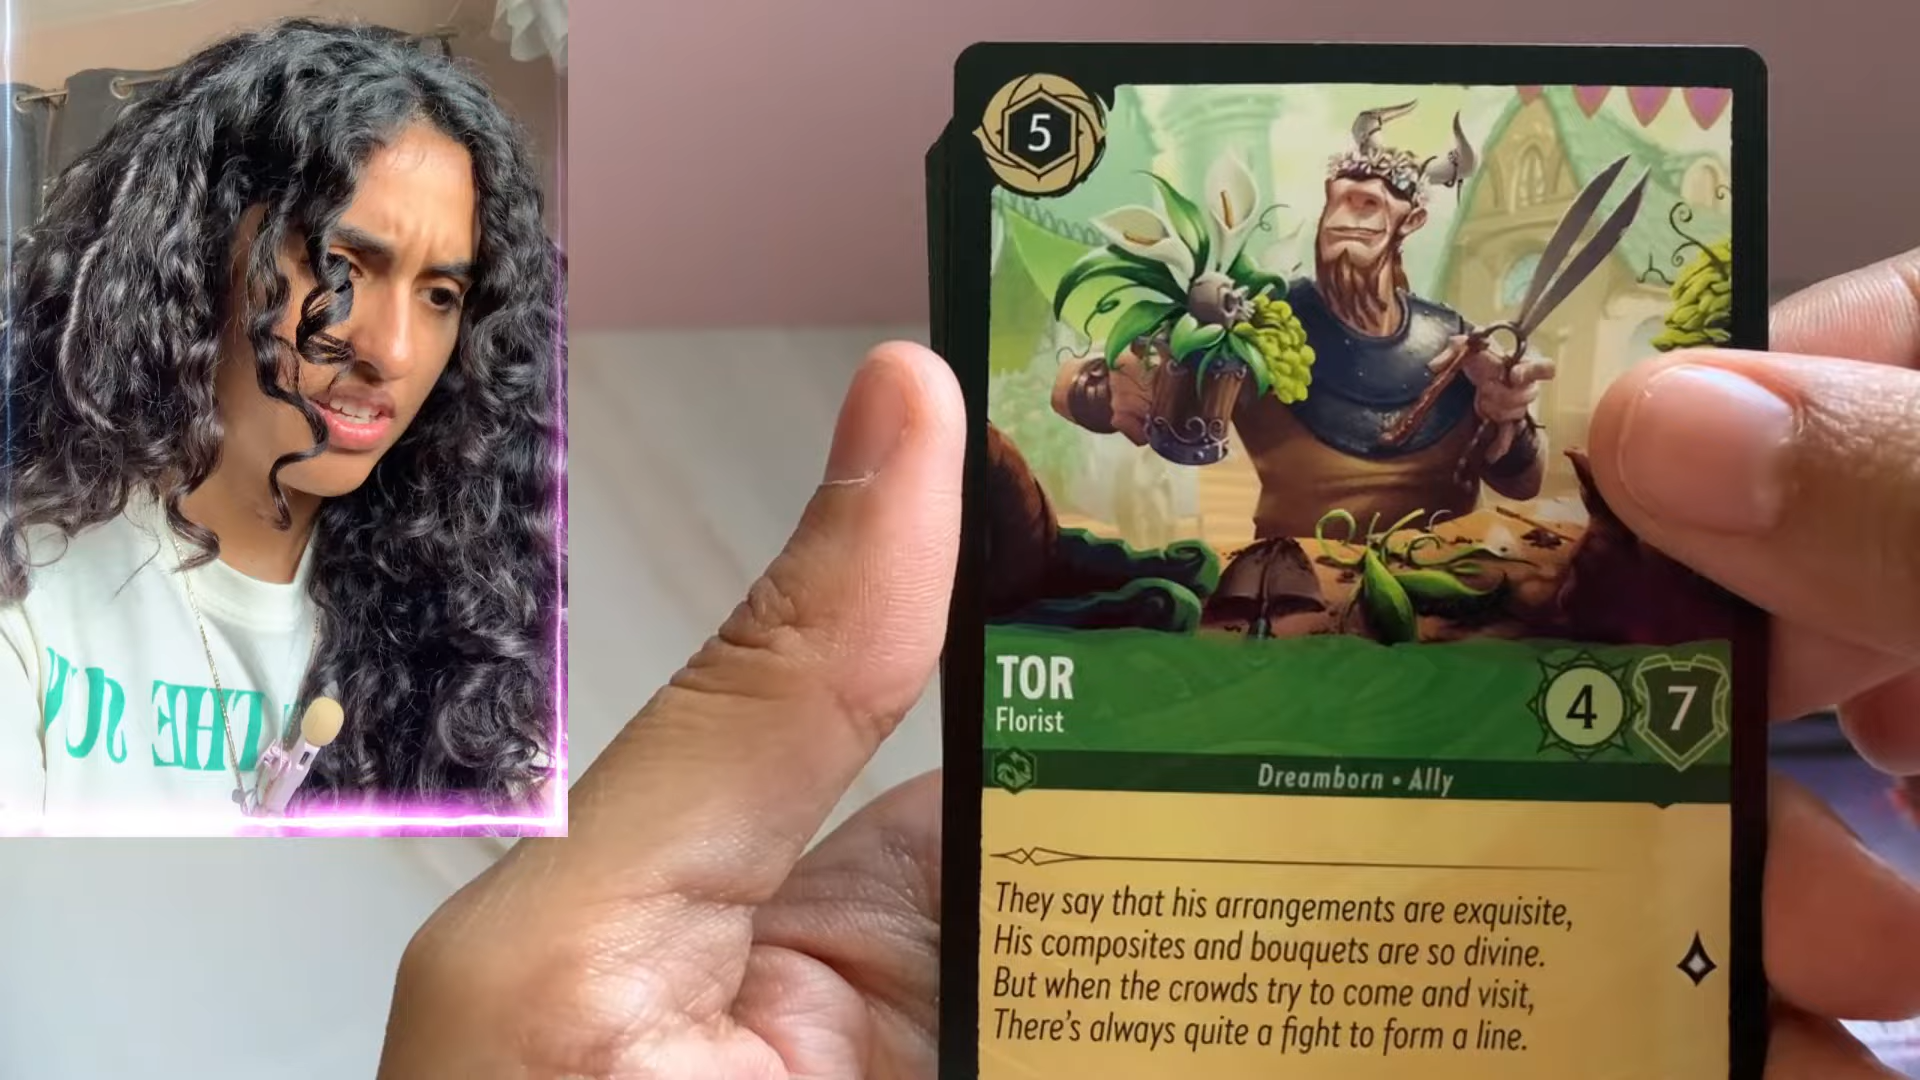 5
TOR
Florist
4
7
Dreamborn • Ally
They say that his arrangements are exquisite,
His composites and bouquets are so divine.
But when the crowds try to come and visit,
There's always quite a fight to form a line.
THE